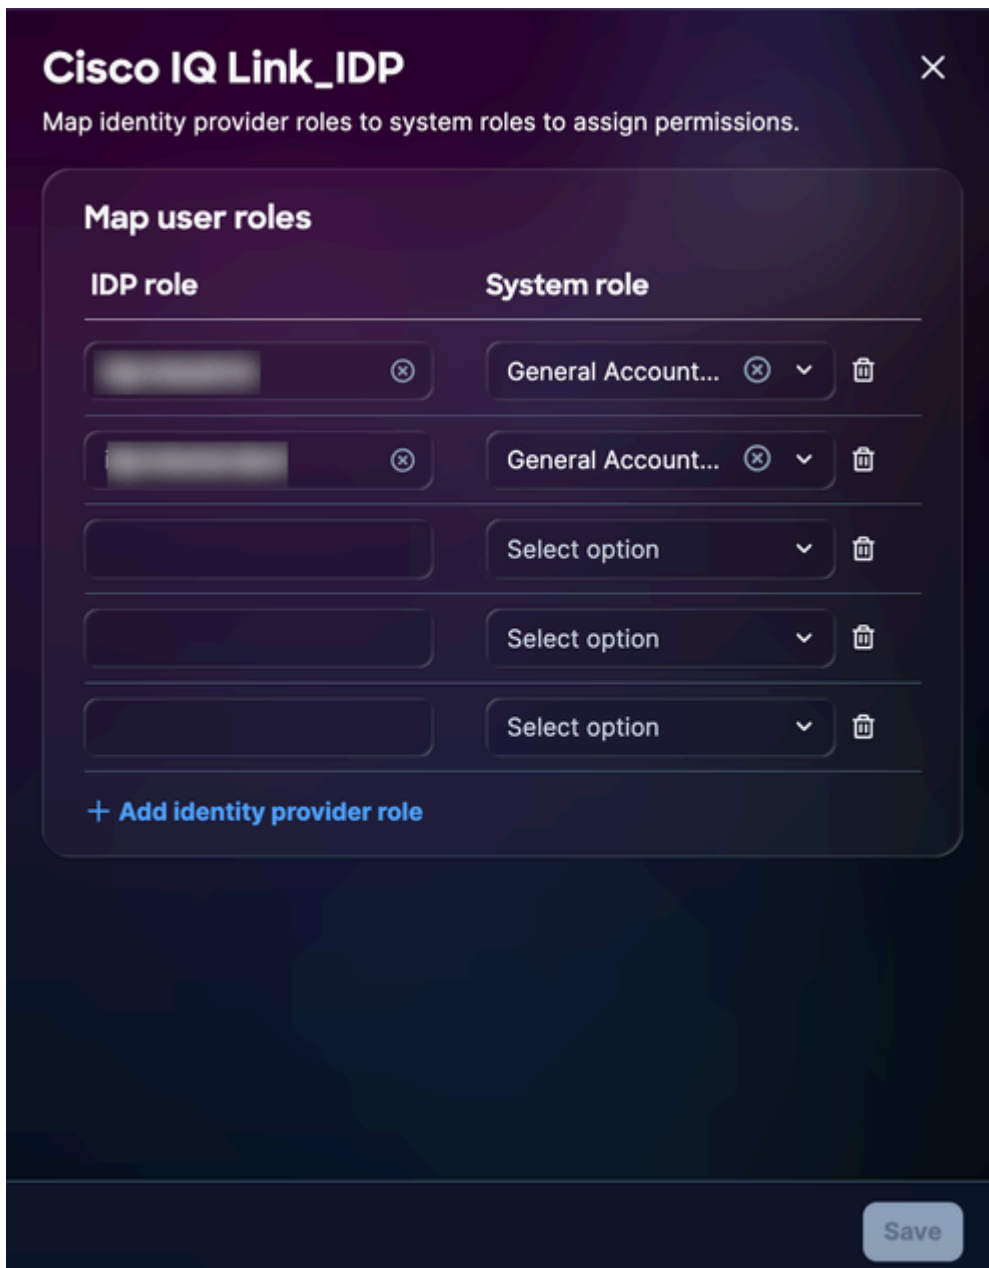 Cisco IQ Link_IDP
Map identity provider roles to system roles to assign permissions.
Map user roles
IDP role System role
General Account...
General Account...
Select option
Select option
Select option
+ Add identity provider role
Save